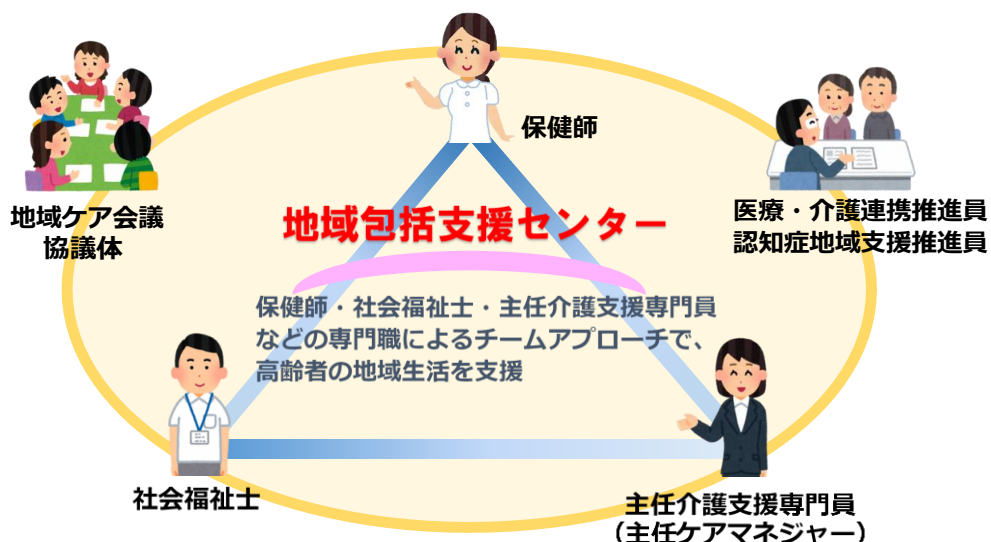 保健師
地域ケア会議
協議体
医療・介護連携推進員
認知症地域支援推進員
地域包括支援センター
保健師・社会福祉士・主任介護支援専門員
などの専門職によるチームアプローチで、
高齢者の地域生活を支援
社会福祉士
主任介護支援専門員
（主任ケアマネジャー）